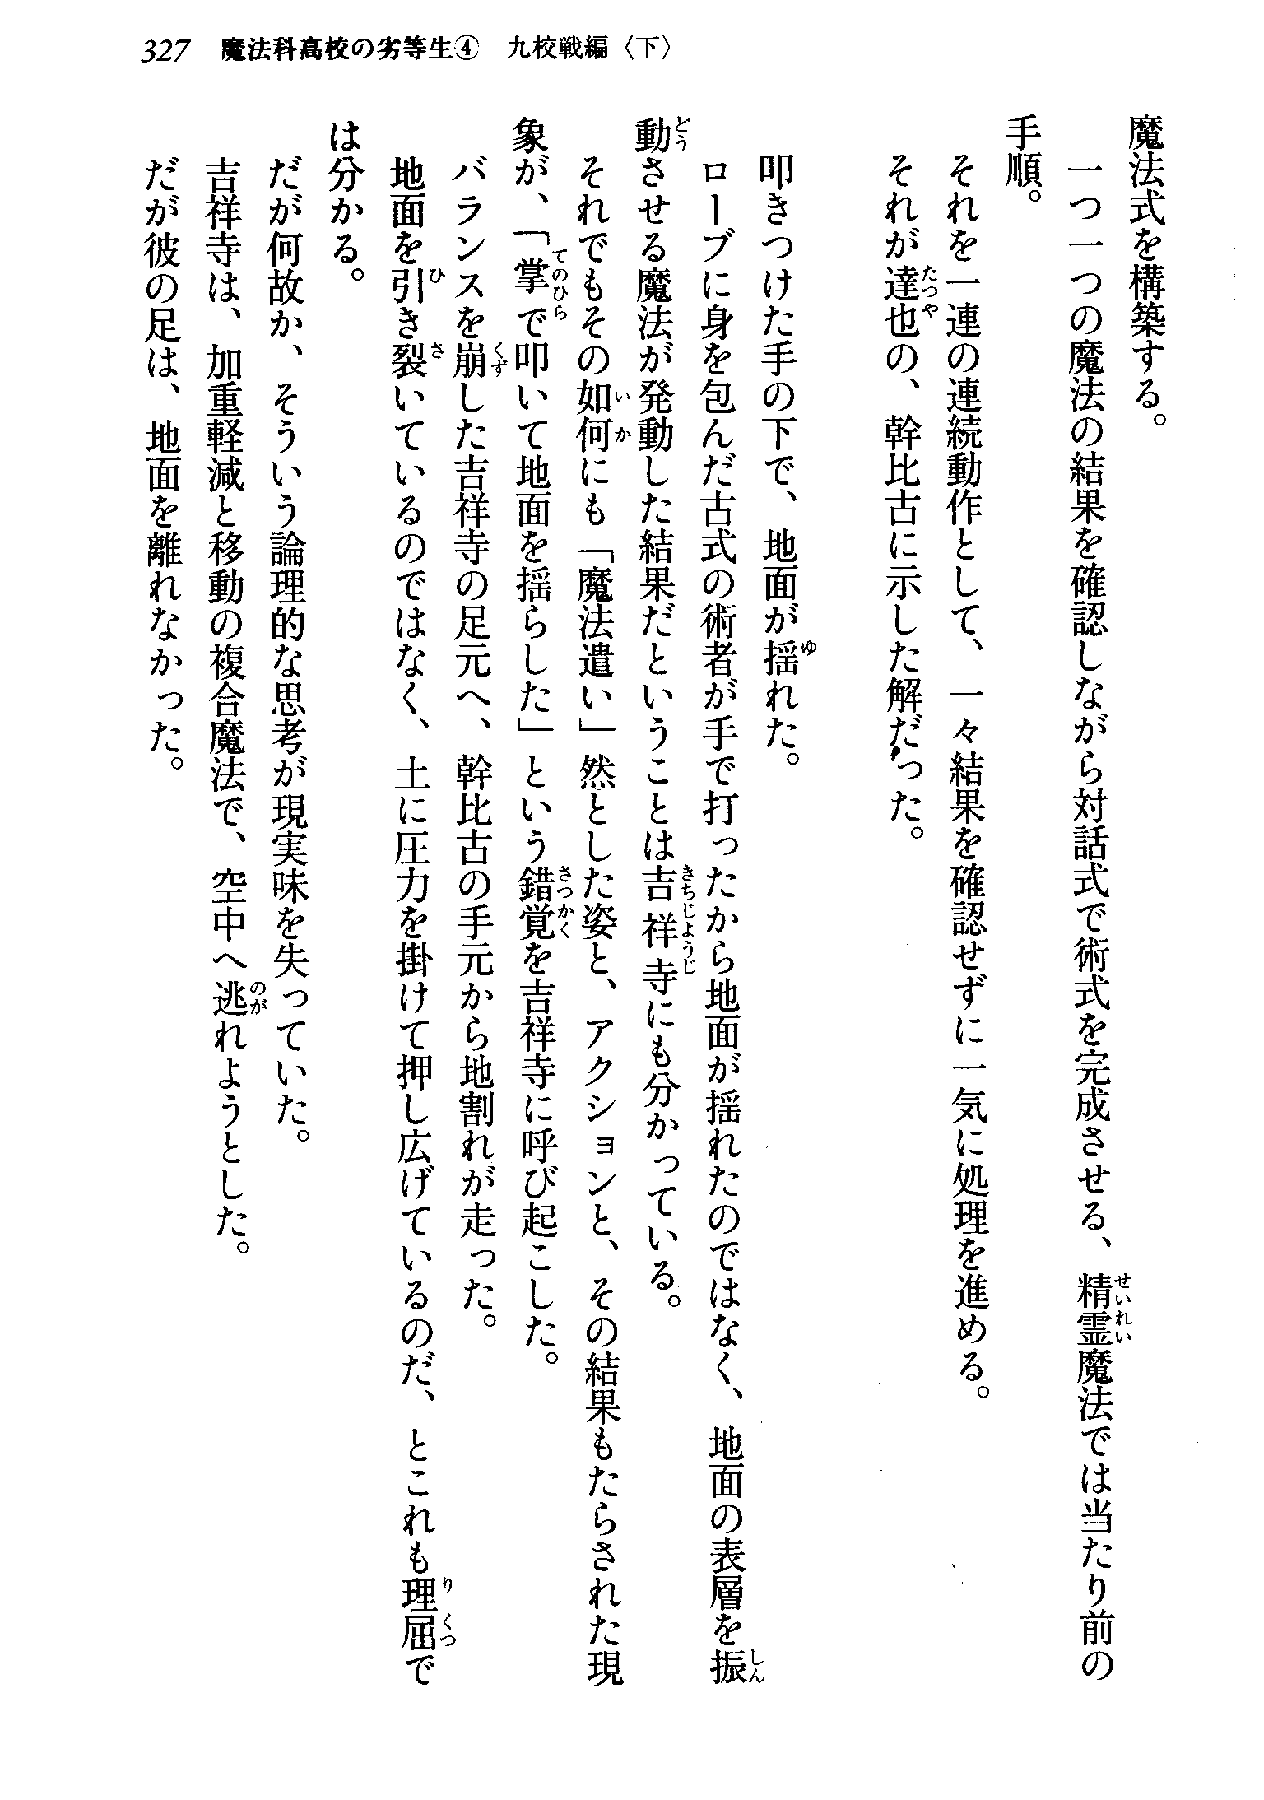 327 魔法科高校の劣等生④ 九校戦編〈下〉
魔法式を構築する。
一つ一つの魔法の結果を確認しながら対話式で術式を完成させる、精霊魔法では当たり前の
手順。
それを一連の連続動作として、一々結果を確認せずに一気に処理を進める。
それが達也の、幹比古に示した解だった。
叩きつけた手の下で、地面が揺れた。
ローブに身を包んだ古式の術者が手で打ったから地面が揺れたのではなく、地面の表層を振
動させる魔法が発動した結果だということは吉祥寺にも分かっている。
それでもその如何にも「魔法遣い」然とした姿と、アクションと、その結果もたらされた現
象が、「掌で叩いて地面を揺らした」という錯覚を吉祥寺に呼び起こした。
バランスを崩した吉祥寺の足元へ、幹比古の手元から地割れが走った。
地面を引き裂いているのではなく、土に圧力を掛けて押し広げているのだ、とこれも理屈で
は分かる。
だが何故か、そういう論理的な思考が現実味を失っていた。
吉祥寺は、加重軽減と移動の複合魔法で、空中へ逃れようとした。
だが彼の足は、地面を離れなかった。